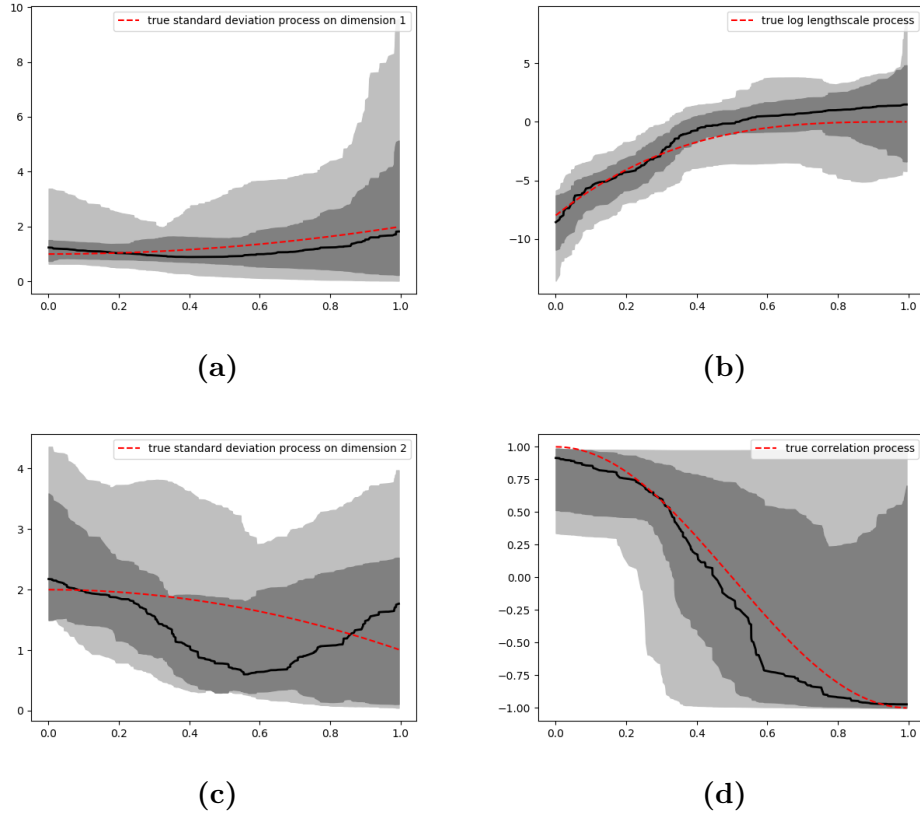 true standard deviation process on dimension 1
10
8
6
4
2
0
0.0 0.2 0.4 0.6 0.8 1.0
(a)
true log lengthscale process
5
0
−5
−10
0.0 0.2 0.4 0.6 0.8 1.0
(b)
true standard deviation process on dimension 2
4
3
2
1
0
0.0 0.2 0.4 0.6 0.8 1.0
(c)
true correlation process
1.00
0.75
0.50
0.25
0.00
−0.25
−0.50
−0.75
−1.00
0.0 0.2 0.4 0.6 0.8 1.0
(d)